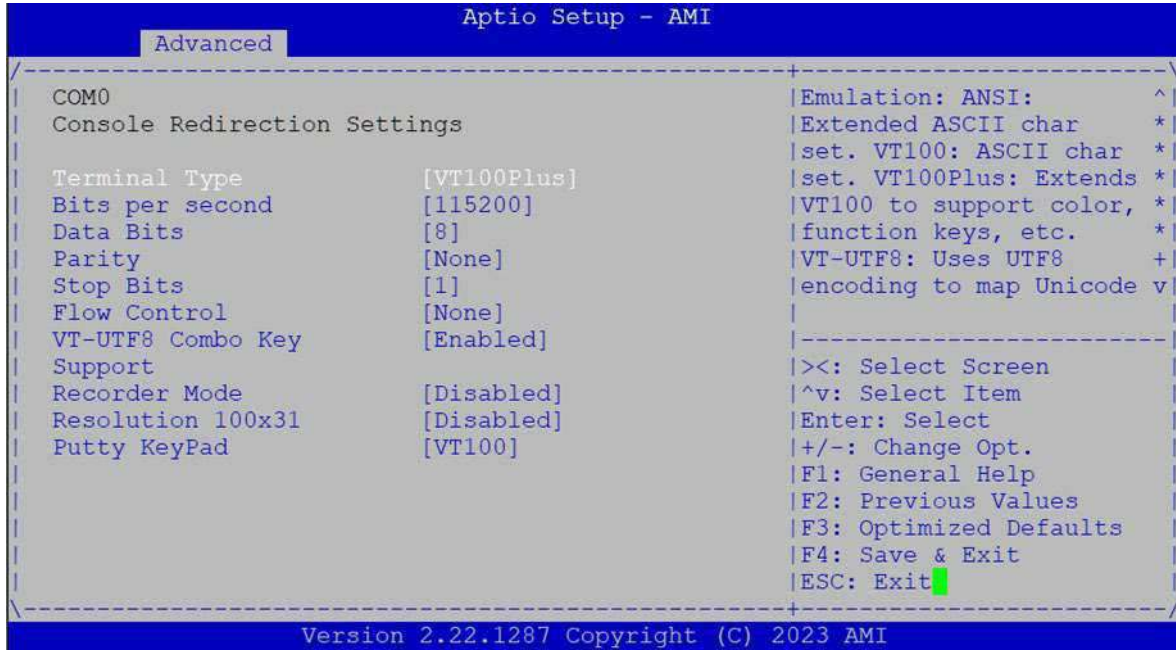 Aptio Setup - AMI
Advanced
COM0
Console Redirection Settings
Terminal Type [VT100Plus]
Bits per second [115200]
Data Bits [8]
Parity [None]
Stop Bits [1]
Flow Control [None]
VT-UTF8 Combo Key [Enabled]
Support
Recorder Mode [Disabled]
Resolution 100x31 [Disabled]
Putty KeyPad [VT100]
Emulation: ANSI: ^
Extended ASCII char *
set. VT100: ASCII char *
set. VT100Plus: Extends *
VT100 to support color, *
function keys, etc. *
VT-UTF8: Uses UTF8 +
encoding to map Unicode v
><: Select Screen
^v: Select Item
Enter: Select
+/-: Change Opt.
F1: General Help
F2: Previous Values
F3: Optimized Defaults
F4: Save & Exit
ESC: Exit
Version 2.22.1287 Copyright (C) 2023 AMI